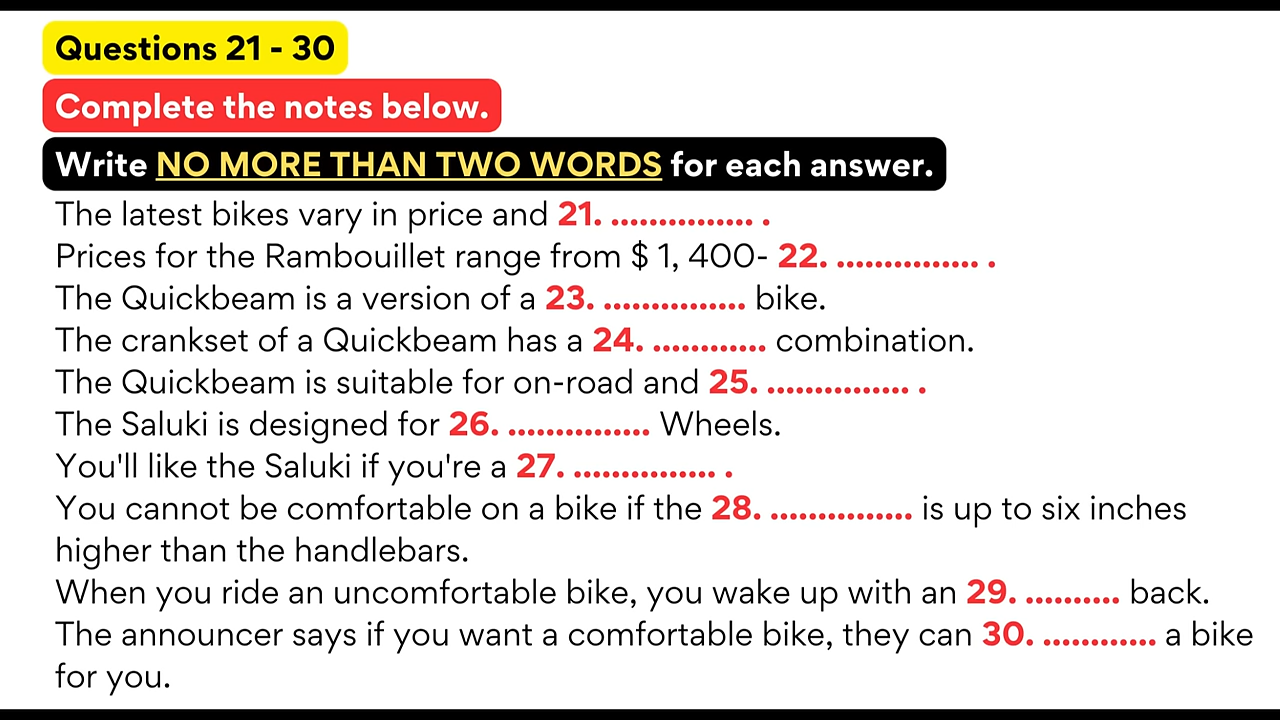 Questions 21 - 30
Complete the notes below.
Write NO MORE THAN TWO WORDS for each answer.
The latest bikes vary in price and 21. ............... .
Prices for the Rambouillet range from $ 1, 400- 22. ............... .
The Quickbeam is a version of a 23. ............... bike.
The crankset of a Quickbeam has a 24. ............ combination.
The Quickbeam is suitable for on-road and 25. ............... .
The Saluki is designed for 26. ............... Wheels.
You'll like the Saluki if you're a 27. ............... .
You cannot be comfortable on a bike if the 28. ............... is up to six inches
higher than the handlebars.
When you ride an uncomfortable bike, you wake up with an 29. .......... back.
The announcer says if you want a comfortable bike, they can 30. ............ a bike
for you.